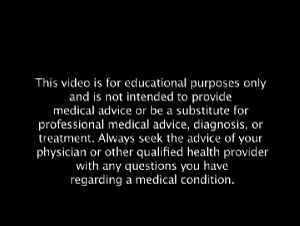 This video is for educational purposes only
and is not intended to provide
medical advice or be a substitute for
professional medical advice, diagnosis, or
treatment. Always seek the advice of your
physician or other qualified health provider
with any questions you have
regarding a medical condition.